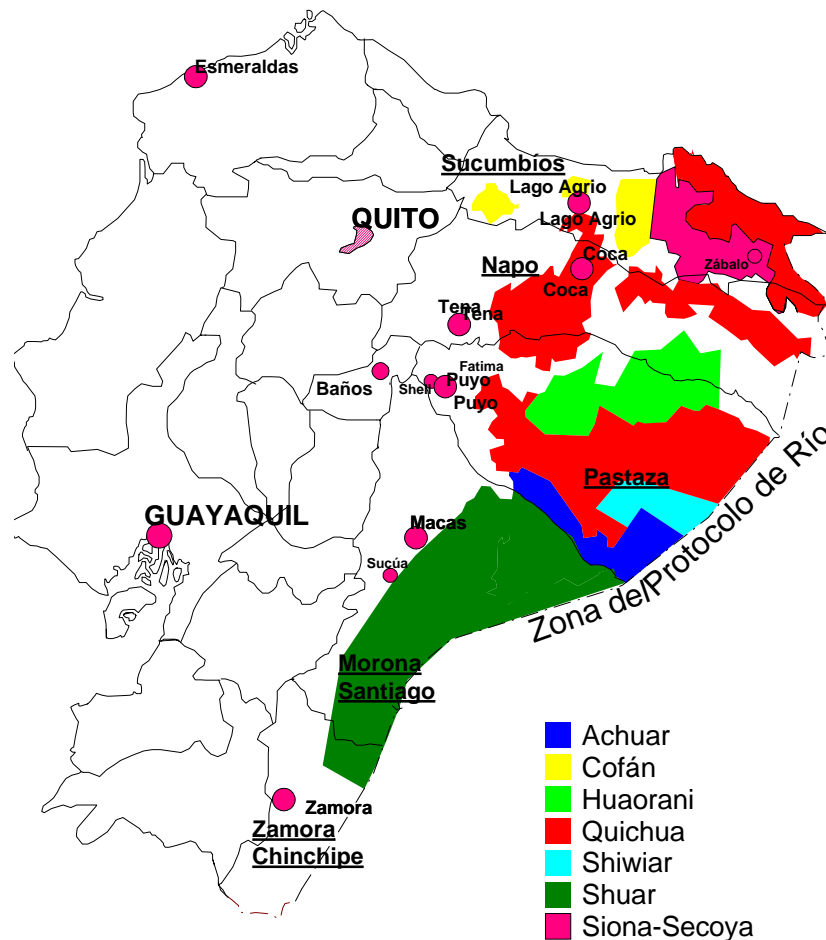 Esmeraldas
Sucumbíos
Lago Agrio
Lago Agrio
QUITO
Coca
Napo
Zábalo
Coca
Tena
Tena
Fatima
Baños
Shell
Puyo
Puyo
Pastaza
GUAYAQUIL
Macas
Sucúa
Zona de/Protocolo de Río
Morona
Santiago
Zamora
Zamora
Chinchipe
Achuar
Cofán
Huaorani
Quichua
Shiwiar
Shuar
Siona-Secoya